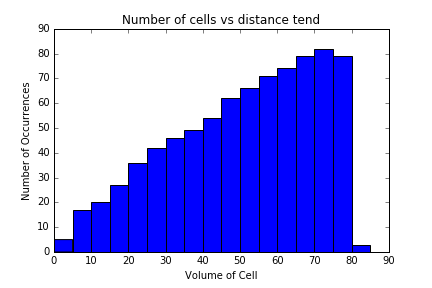 Number of cells vs distance tend
90
80
70
60
50
40
30
20
10
0
Number of Occurrences
0 10 20 30 40 50 60 70 80 90
Volume of Cell